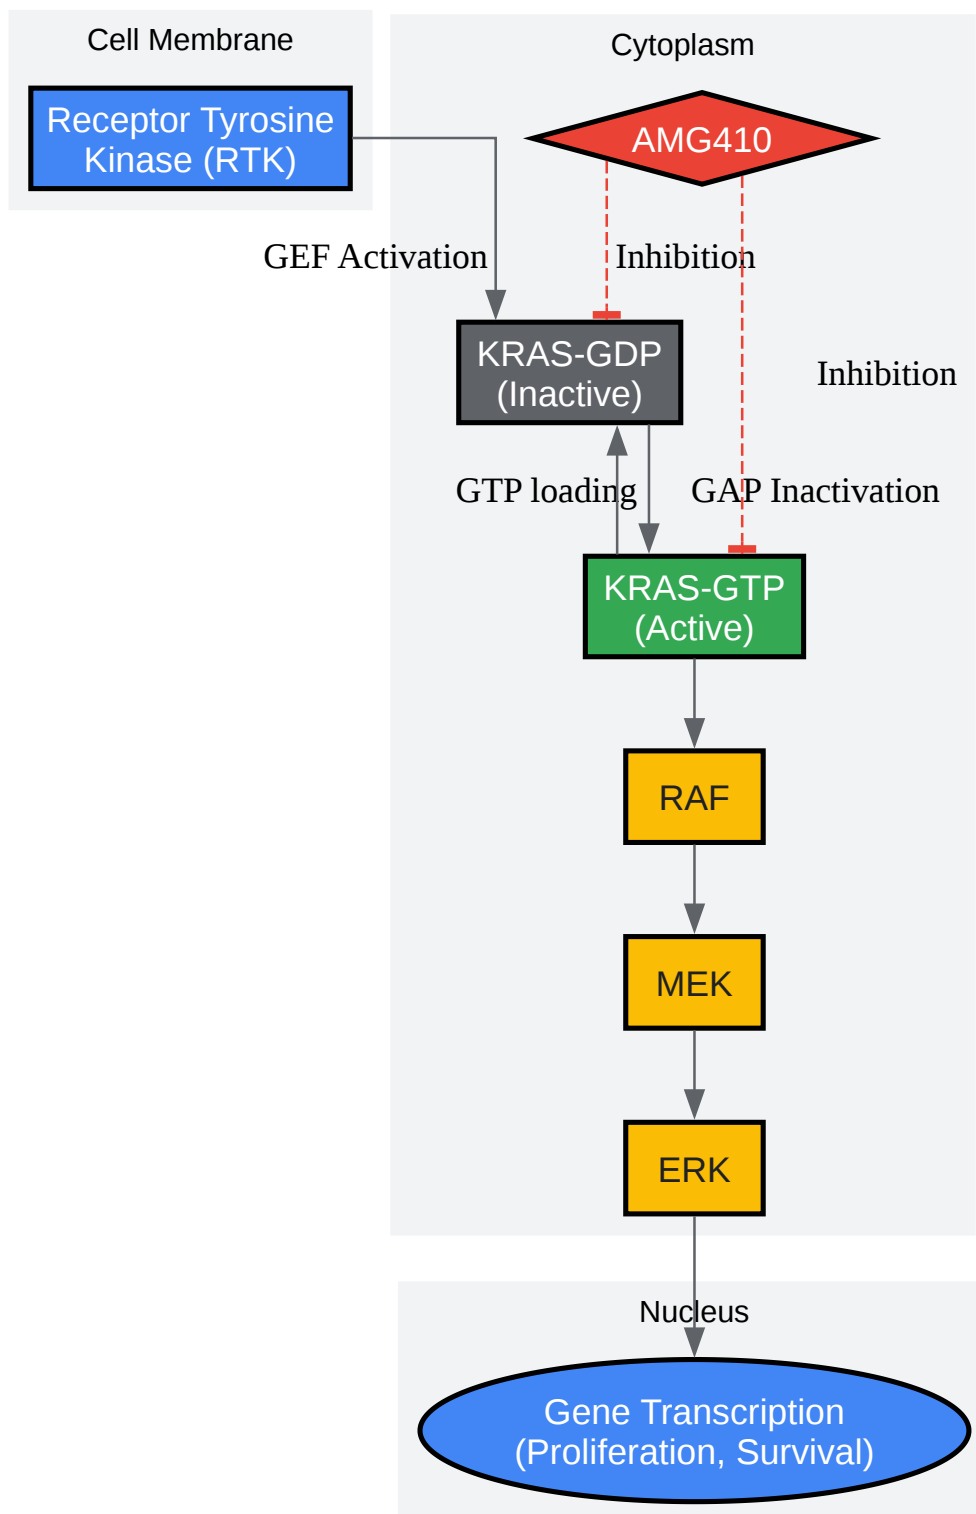 Cell Membrane
Cytoplasm
Receptor Tyrosine
Kinase (RTK)
AMG410
GEF Activation
Inhibition
KRAS-GDP
(Inactive)
Inhibition
GTP loading
GAP Inactivation
KRAS-GTP
(Active)
RAF
MEK
ERK
Nucleus
Gene Transcription
(Proliferation, Survival)